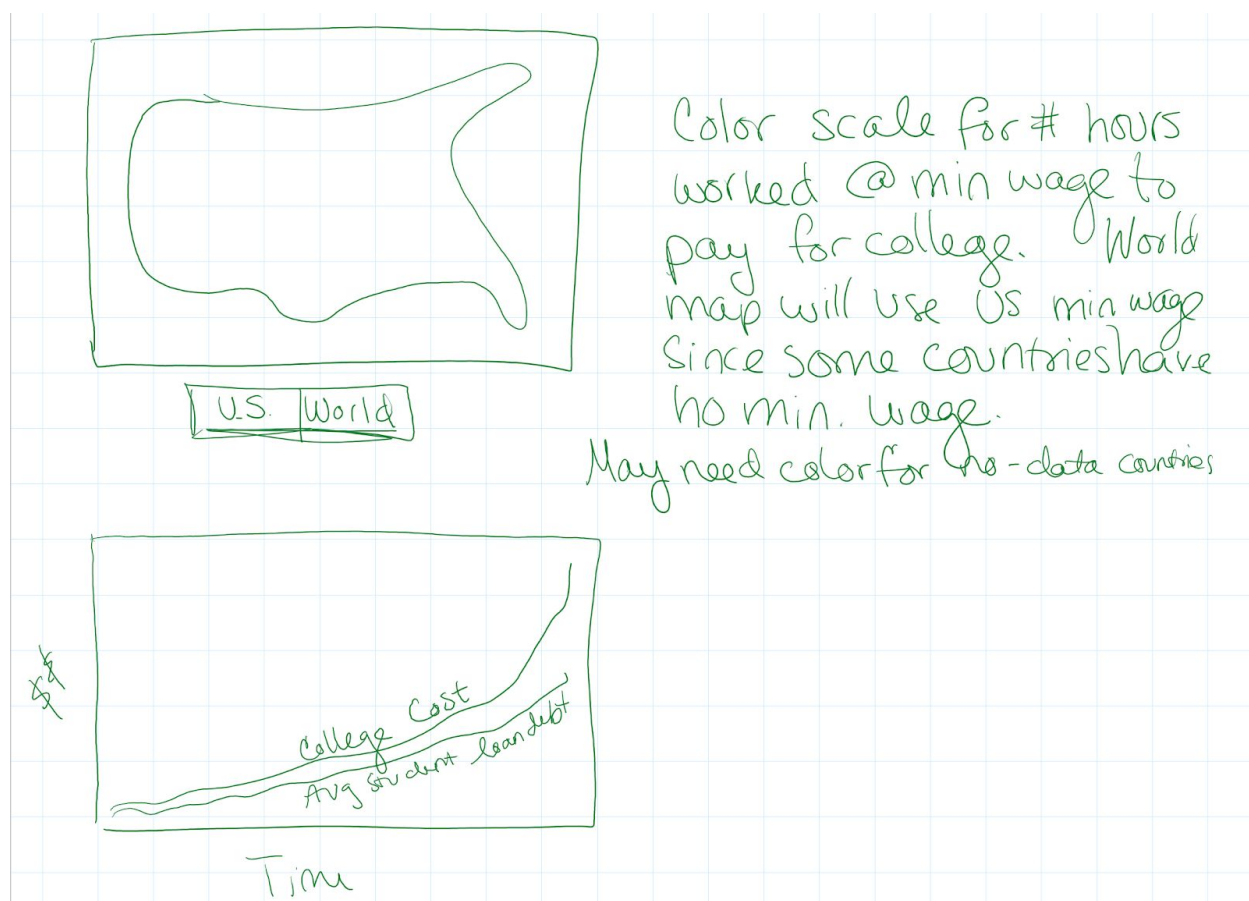 Color scale for # hours
worked @ min wage to
pay for college. World
map will use US min wage
since some countries have
no min. wage.
May need color for no-data countries
U.S. World
$$
College Cost
Avg student loan debt
Time